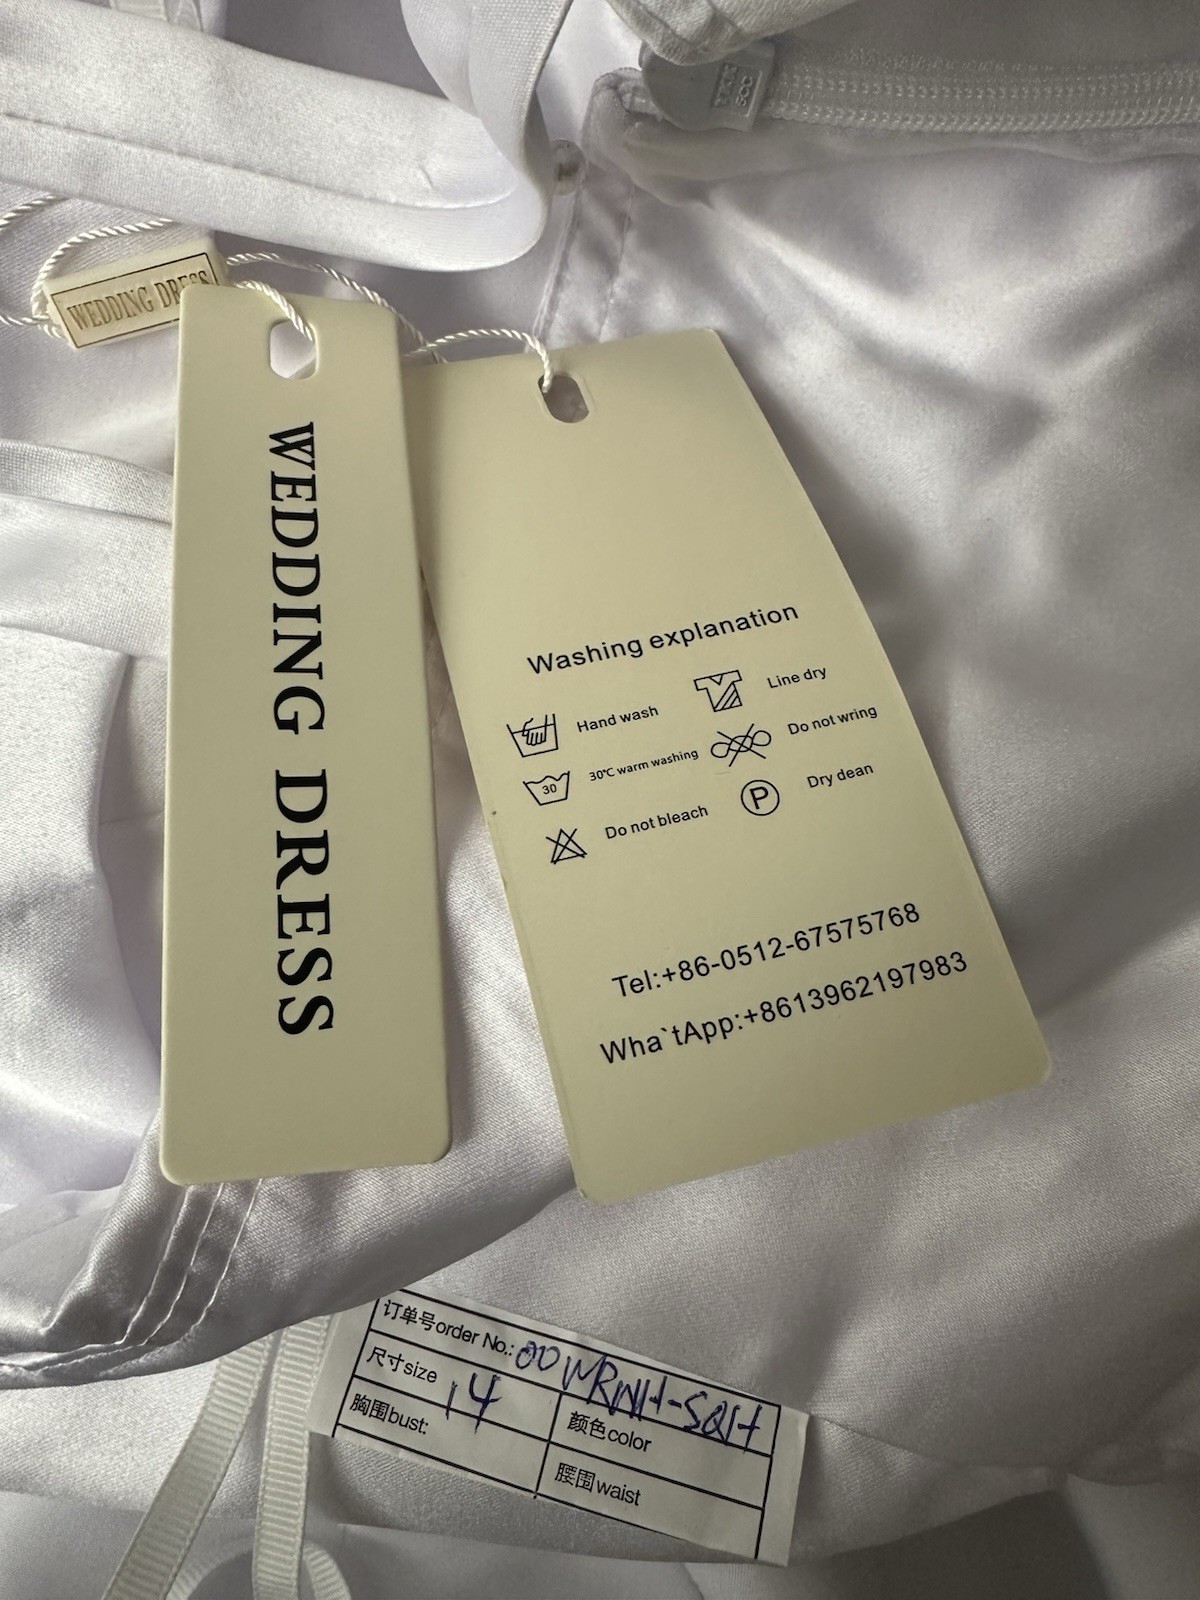 WEDDING DRESS
WEDDING DRESS
Washing explanation
Hand wash
Line dry
30
30℃ warm washing
Do not wring
Do not bleach
P
Dry dean
Tel:+86-0512-67575768
Wha`tApp:+8613962197983
订单号order No.: 00MRWH-SQH
尺寸size 14
颜色color
胸围bust:
腰围waist